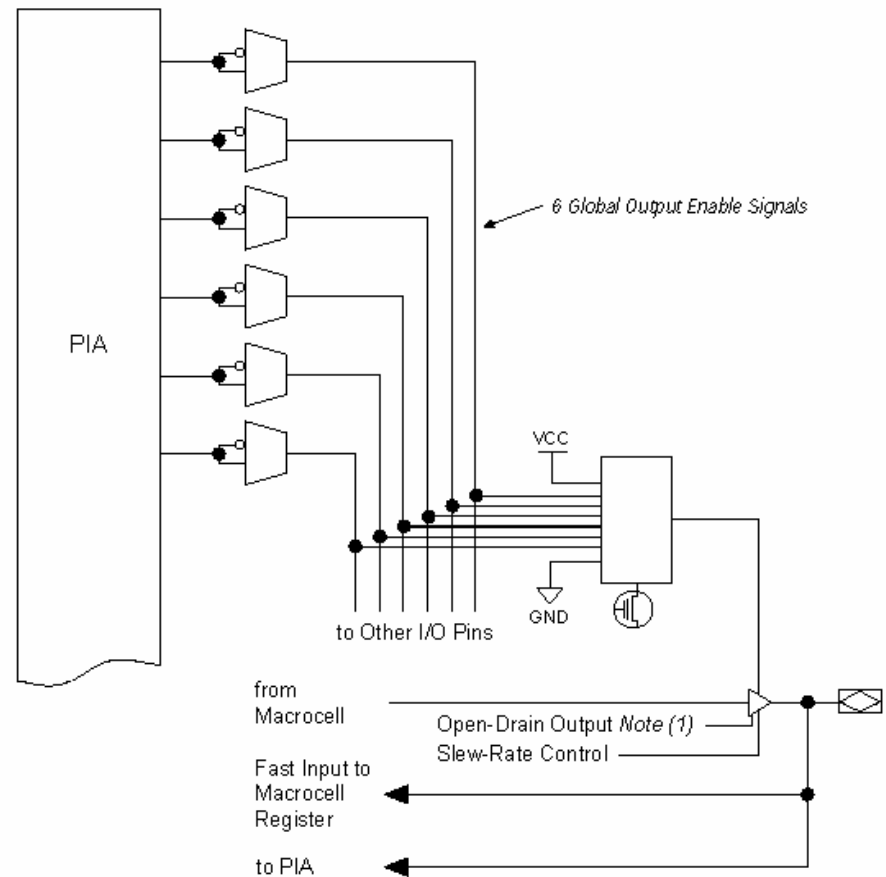 6 Global Output Enable Signals
PIA
VCC
GND
to Other I/O Pins
from
Macrocell
Open-Drain Output Note (1)
Slew-Rate Control
Fast Input to
Macrocell
Register
to PIA